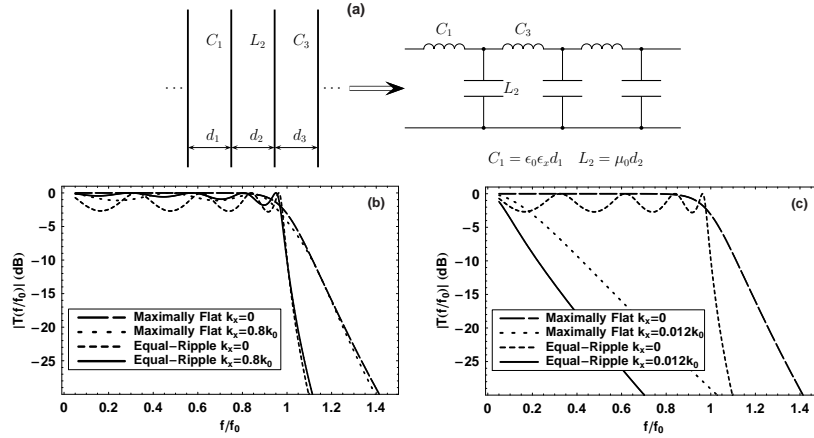 (a)
C₁ L₂ C₃
C₁ C₃
L₂
··· ···
d₁ d₂ d₃
C₁ = ϵ₀ϵₓd₁ L₂ = μ₀d₂
(b)
|T(f/f₀)| (dB)
0
−5
−10
−15
−20
−25
Maximally Flat kₓ=0
Maximally Flat kₓ=0.8k₀
Equal−Ripple kₓ=0
Equal−Ripple kₓ=0.8k₀
0 0.2 0.4 0.6 0.8 1 1.2 1.4
f/f₀
(c)
|T(f/f₀)| (dB)
0
−5
−10
−15
−20
−25
Maximally Flat kₓ=0
Maximally Flat kₓ=0.012k₀
Equal−Ripple kₓ=0
Equal−Ripple kₓ=0.012k₀
0 0.2 0.4 0.6 0.8 1 1.2 1.4
f/f₀